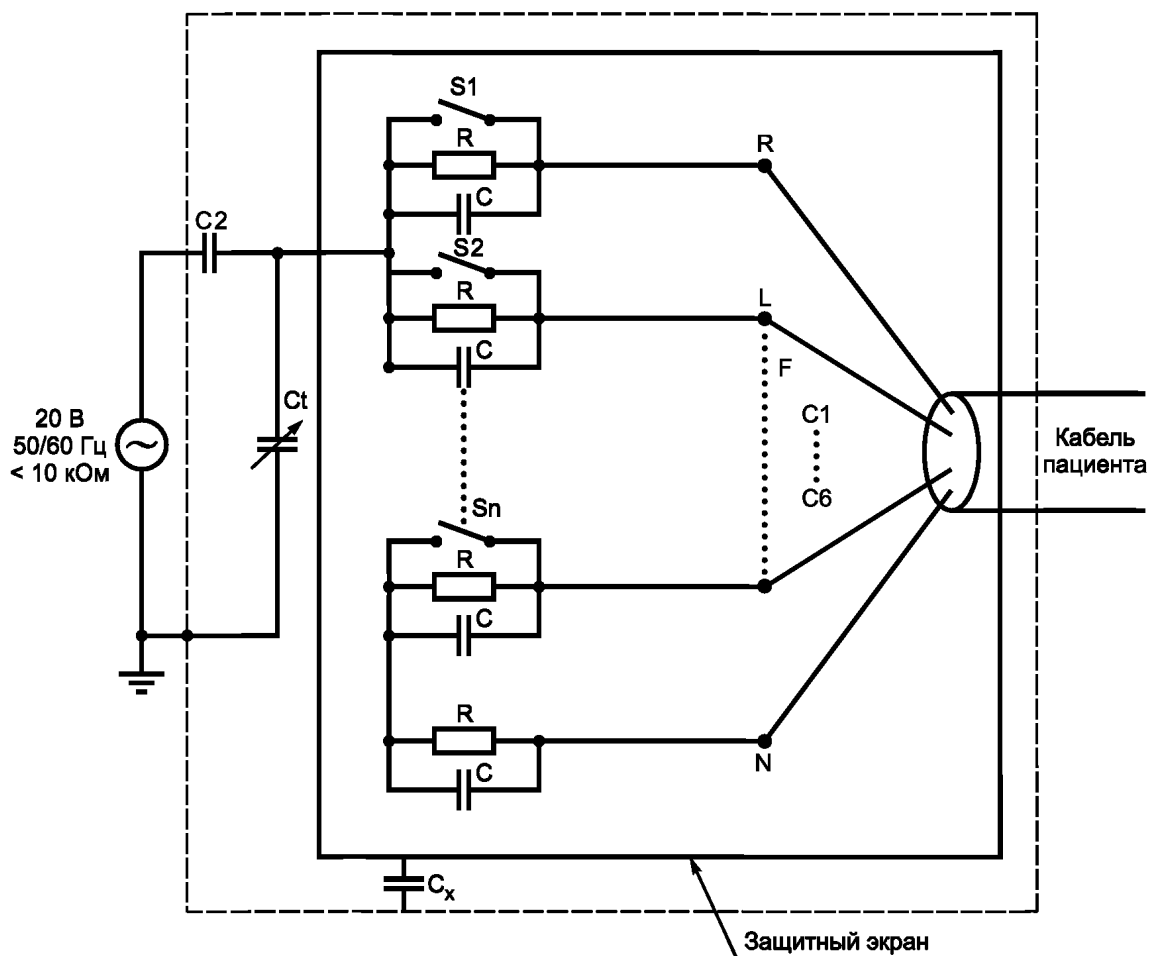 S1
R
C
R
C2
S2
R
C
L
F
20 В
50/60 Гц
< 10 кОм
Ct
C1
C6
Кабель
пациента
Sn
R
C
R
C
N
Cx
Защитный экран